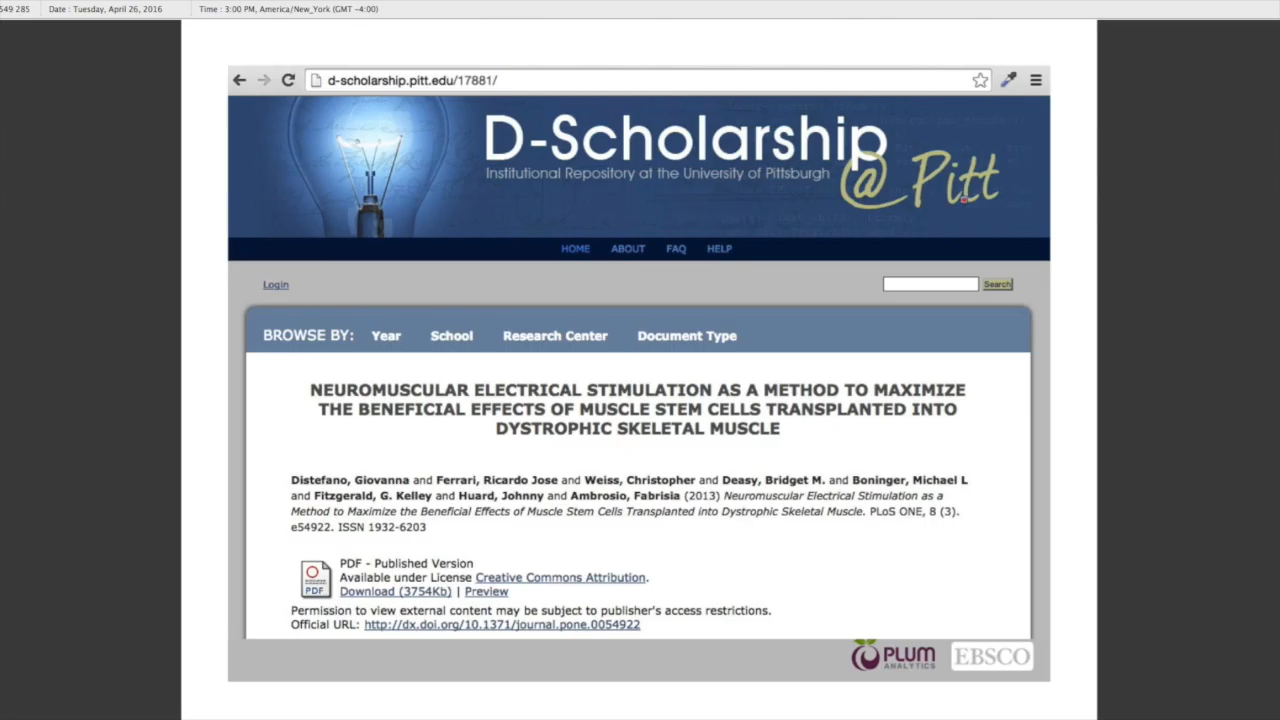 549 285 Date : Tuesday, April 26, 2016 Time : 3:00 PM, America/New_York (GMT -4:00)
d-scholarship.pitt.edu/17881/
D-Scholarship
Institutional Repository at the University of Pittsburgh
@ Pitt
HOME ABOUT FAQ HELP
Login Search
BROWSE BY: Year School Research Center Document Type
NEUROMUSCULAR ELECTRICAL STIMULATION AS A METHOD TO MAXIMIZE
THE BENEFICIAL EFFECTS OF MUSCLE STEM CELLS TRANSPLANTED INTO
DYSTROPHIC SKELETAL MUSCLE
Distefano, Giovanna and Ferrari, Ricardo Jose and Weiss, Christopher and Deasy, Bridget M. and Boninger, Michael L
and Fitzgerald, G. Kelley and Huard, Johnny and Ambrosio, Fabrisia (2013) Neuromuscular Electrical Stimulation as a
Method to Maximize the Beneficial Effects of Muscle Stem Cells Transplanted into Dystrophic Skeletal Muscle. PLoS ONE, 8 (3).
e54922. ISSN 1932-6203
PDF
PDF - Published Version
Available under License Creative Commons Attribution.
Download (3754Kb) | Preview
Permission to view external content may be subject to publisher's access restrictions.
Official URL: http://dx.doi.org/10.1371/journal.pone.0054922
PLUM
ANALYTICS
EBSCO